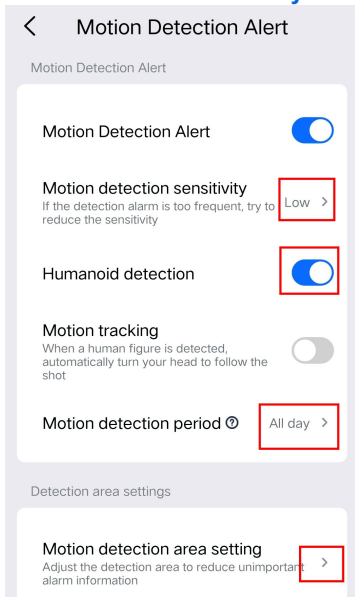 Motion Detection Alert
Motion Detection Alert
Motion Detection Alert
Motion detection sensitivity
If the detection alarm is too frequent, try to
reduce the sensitivity
Low >
Humanoid detection
Motion tracking
When a human figure is detected,
automatically turn your head to follow the
shot
Motion detection period ?
All day >
Detection area settings
Motion detection area setting
Adjust the detection area to reduce unimportant
alarm information